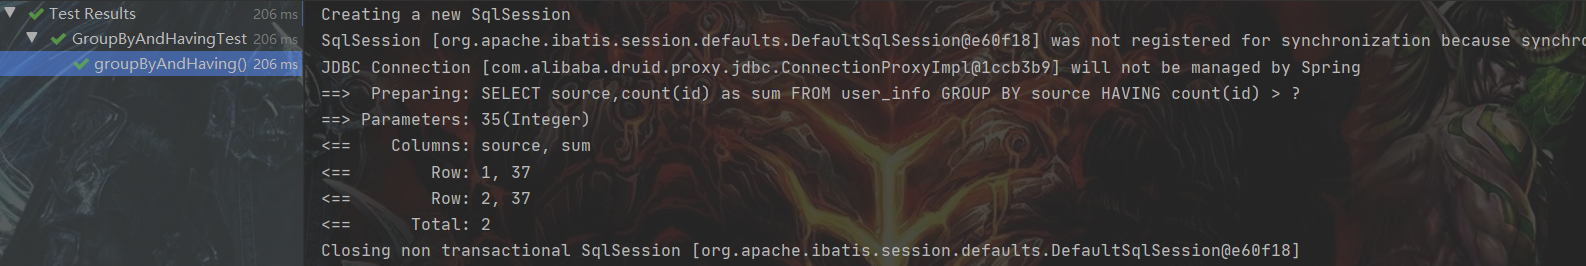 Test Results 206 ms
GroupByAndHavingTest 206 ms
groupByAndHaving() 206 ms
Creating a new SqlSession
SqlSession [org.apache.ibatis.session.defaults.DefaultSqlSession@e60f18] was not registered for synchronization because synchro
JDBC Connection [com.alibaba.druid.proxy.jdbc.ConnectionProxyImpl@1ccb3b9] will not be managed by Spring
==>  Preparing: SELECT source,count(id) as sum FROM user_info GROUP BY source HAVING count(id) > ?
==> Parameters: 35(Integer)
<==    Columns: source, sum
<==        Row: 1, 37
<==        Row: 2, 37
<==      Total: 2
Closing non transactional SqlSession [org.apache.ibatis.session.defaults.DefaultSqlSession@e60f18]